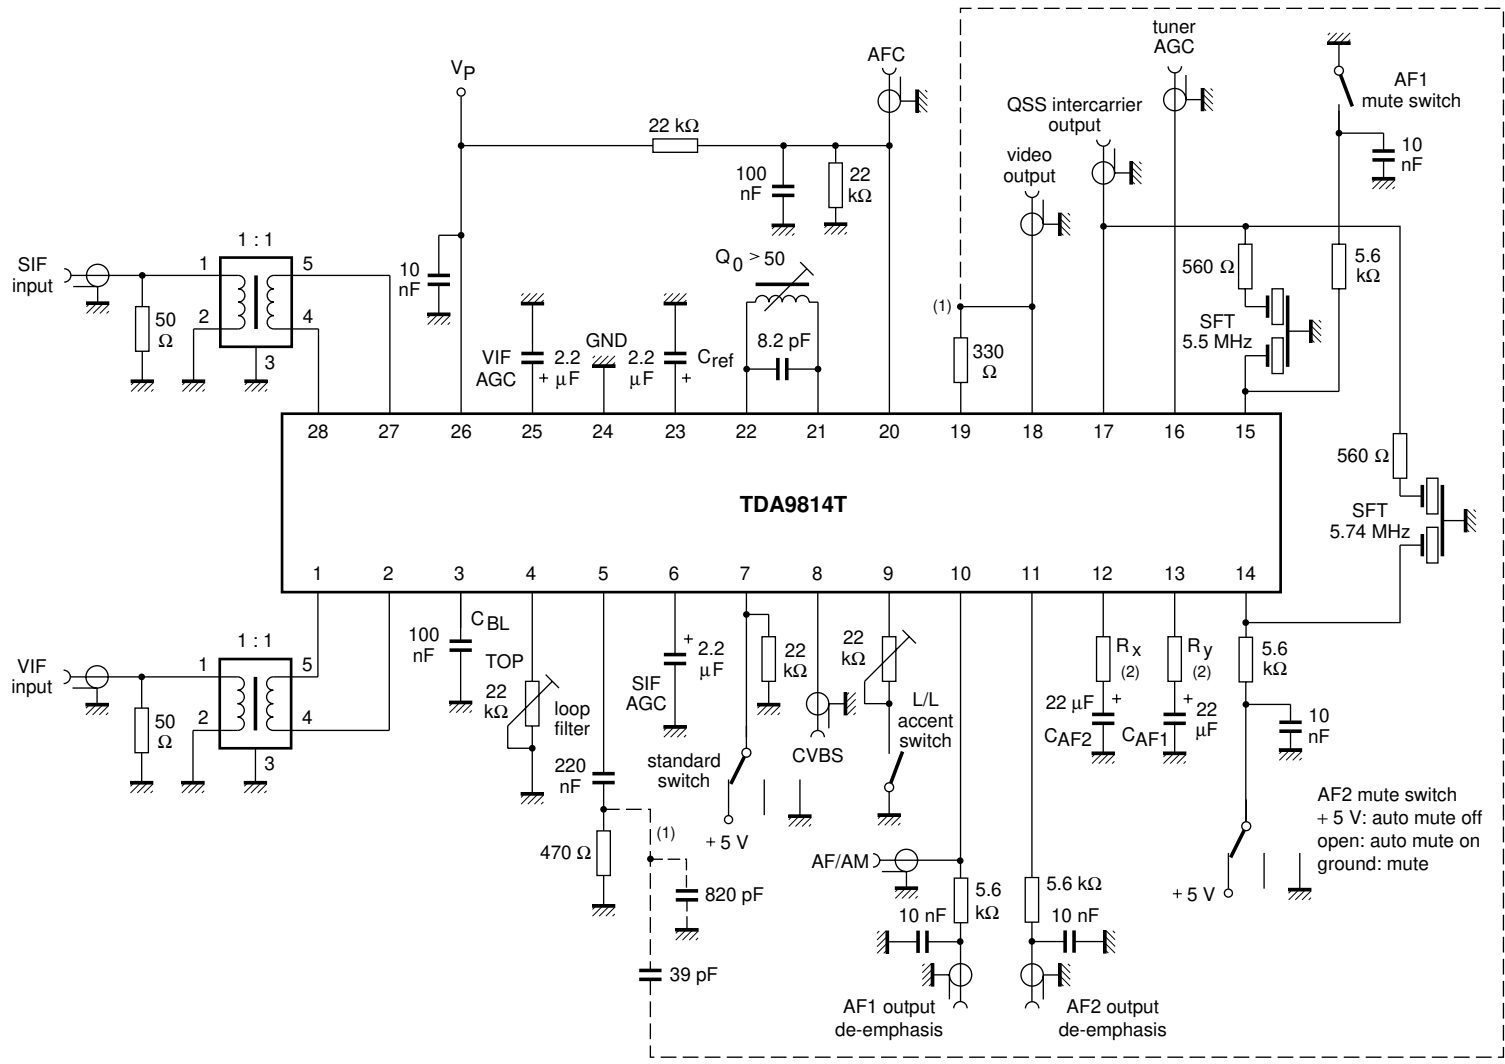 tuner
AGC
AFC
VP
AF1
mute switch
QSS intercarrier
output
22 kΩ
video
output
10
nF
100
nF
22
kΩ
1 : 1
SIF
input
1
5
2
4
3
50
Ω
10
nF
Q0 > 50
560 Ω
5.6
kΩ
(1)
SFT
5.5 MHz
VIF
AGC
2.2
μF
+
GND
2.2
μF
+
Cref
8.2 pF
330
Ω
28
27
26
25
24
23
22
21
20
19
18
17
16
15
560 Ω
TDA9814T
SFT
5.74 MHz
1
2
3
4
5
6
7
8
9
10
11
12
13
14
1 : 1
VIF
input
1
5
2
4
3
50
Ω
CBL
100
nF
TOP
22
kΩ
loop
filter
+
2.2
μF
SIF
AGC
22
kΩ
22
kΩ
L/L
accent
switch
CVBS
Rx
(2)
Ry
(2)
5.6
kΩ
22 μF
+
CAF2
+
22
μF
CAF1
10
nF
220
nF
standard
switch
+ 5 V
(1)
470 Ω
820 pF
39 pF
AF/AM
5.6
kΩ
5.6 kΩ
10 nF
10 nF
AF2 mute switch
+ 5 V: auto mute off
open: auto mute on
ground: mute
+ 5 V
AF1 output
de-emphasis
AF2 output
de-emphasis